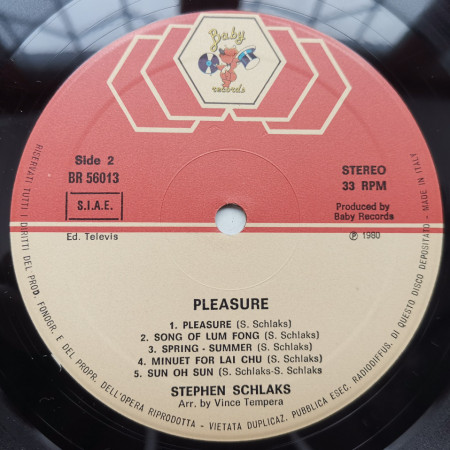 Baby
records
Side 2
BR 56013
S.I.A.E.
Ed. Televis
STEREO
33 RPM
Produced by
Baby Records
℗ 1980
PLEASURE
1. PLEASURE (S. Schlaks)
2. SONG OF LUM FONG (S. Schlaks)
3. SPRING - SUMMER (S. Schlaks)
4. MINUET FOR LAI CHU (S. Schlaks)
5. SUN OH SUN (S. Schlaks-S. Schlaks
STEPHEN SCHLAKS
Arr. by Vince Tempera
RISERVATI TUTTI I DIRITTI DEL PROD. FONOGR. E DEL PROPR. DELL'OPERA RIPRODOTTA - VIETATA DUPLICAZ. PUBBLICA ESEC. RADIODIFFUS. DI QUESTO DISCO DEPOSITATO - MADE IN ITALY